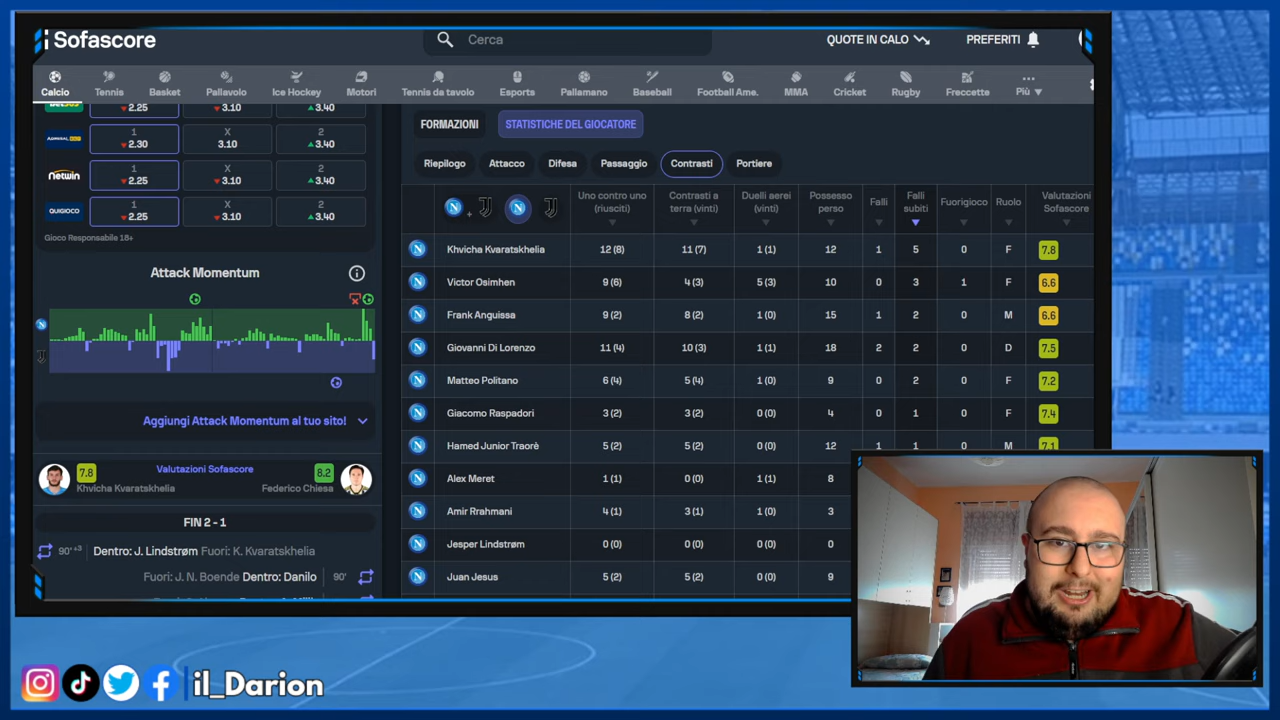 Sofascore
Cerca
QUOTE IN CALO
PREFERITI
Calcio Tennis Basket Pallavolo Ice Hockey Motori Tennis da tavolo Esports Pallamano Baseball Football Ame. MMA Cricket Rugby Freccette Più
2.25 3.10 3.40
ADMIRALBET
1 X 2
2.30 3.10 3.40
NetWin
1 X 2
2.25 3.10 3.40
QUIGIOCO
1 X 2
2.25 3.10 3.40
Gioco Responsabile 18+
Attack Momentum
Aggiungi Attack Momentum al tuo sito!
7.8 Valutazioni Sofascore 8.2
Khvicha Kvaratskhelia Federico Chiesa
FIN 2 - 1
90'+3 Dentro: J. Lindstrøm Fuori: K. Kvaratskhelia
Fuori: J. N. Boende Dentro: Danilo 90'
FORMAZIONI STATISTICHE DEL GIOCATORE
Riepilogo Attacco Difesa Passaggio Contrasti Portiere
Uno contro uno (riusciti) Contrasti a terra (vinti) Duelli aerei (vinti) Possesso perso Falli Falli subiti Fuorigioco Ruolo Valutazioni Sofascore
Khvicha Kvaratskhelia 12 (8) 11 (7) 1 (1) 12 1 5 0 F 7.8
Victor Osimhen 9 (6) 4 (3) 5 (3) 10 0 3 1 F 6.6
Frank Anguissa 9 (2) 8 (2) 1 (0) 15 1 2 0 M 6.6
Giovanni Di Lorenzo 11 (4) 10 (3) 1 (1) 18 2 2 0 D 7.5
Matteo Politano 6 (4) 5 (4) 1 (0) 9 0 2 0 F 7.2
Giacomo Raspadori 3 (2) 3 (2) 0 (0) 4 0 1 0 F 7.4
Hamed Junior Traorè 5 (2) 5 (2) 0 (0) 12 1 1 0 M 7.1
Alex Meret 1 (1) 0 (0) 1 (1) 8
Amir Rrahmani 4 (1) 3 (1) 1 (0) 3
Jesper Lindstrøm 0 (0) 0 (0) 0 (0) 0
Juan Jesus 5 (2) 5 (2) 0 (0) 9
il_Darion